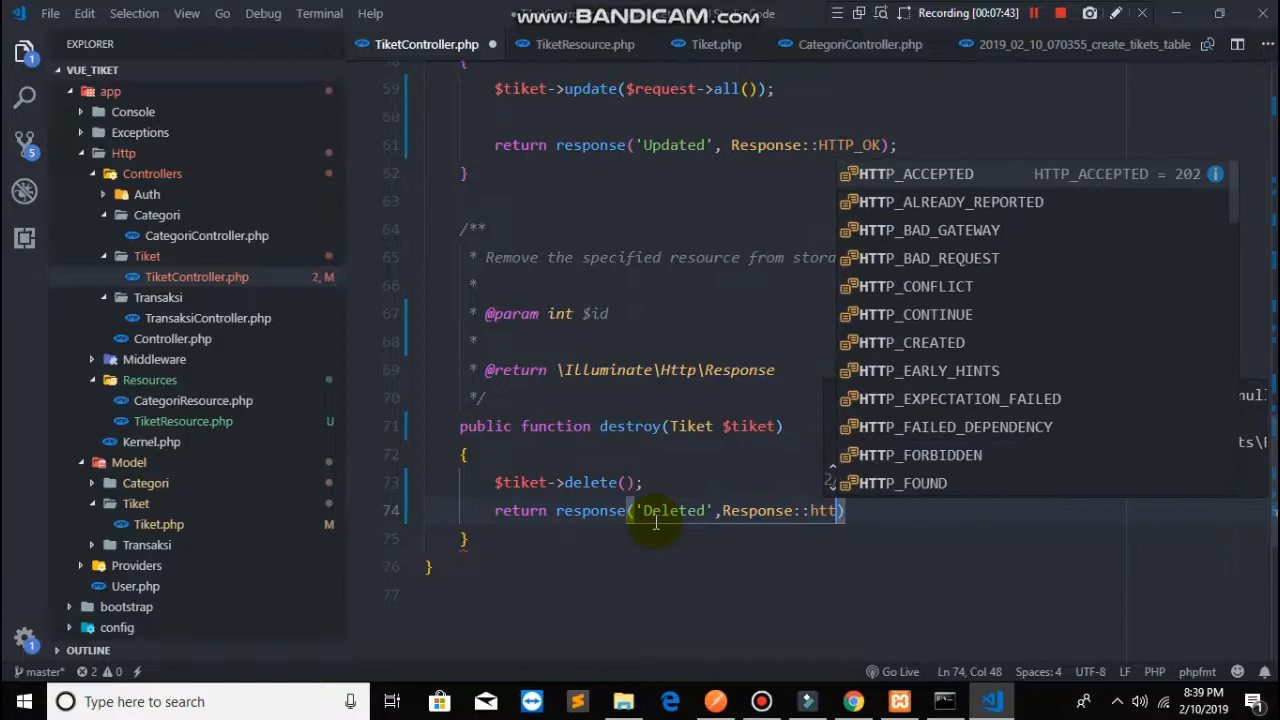 File Edit Selection View Go Debug Terminal Help
www.BANDICAM.com
Recording [00:07:43]
EXPLORER
TiketController.php
TiketResource.php
Tiket.php
CategoriController.php
2019_02_10_070355_create_tikets_table
VUE_TIKET
app
Console
Exceptions
Http
Controllers
Auth
Categori
CategoriController.php
Tiket
TiketController.php 2, M
Transaksi
TransaksiController.php
Controller.php
Middleware
Resources
CategoriResource.php
TiketResource.php U
Kernel.php
Model
Categori
Tiket
Tiket.php M
Transaksi
Providers
User.php
bootstrap
config
OUTLINE
{
59 $tiket->update($request->all());
60
61 return response('Updated', Response::HTTP_OK);
62 }
63
64 /**
65 * Remove the specified resource from stora
66 *
67 * @param int $id
68 *
69 * @return \Illuminate\Http\Response
70 */
71 public function destroy(Tiket $tiket)
72 {
73 $tiket->delete();
74 return response('Deleted',Response::htt)
75 }
76 }
77
HTTP_ACCEPTED HTTP_ACCEPTED = 202
HTTP_ALREADY_REPORTED
HTTP_BAD_GATEWAY
HTTP_BAD_REQUEST
HTTP_CONFLICT
HTTP_CONTINUE
HTTP_CREATED
HTTP_EARLY_HINTS
HTTP_EXPECTATION_FAILED
HTTP_FAILED_DEPENDENCY
HTTP_FORBIDDEN
HTTP_FOUND
master* 2 0
Go Live Ln 74, Col 48 Spaces: 4 UTF-8 LF PHP phpfmt
Type here to search
8:39 PM
2/10/2019